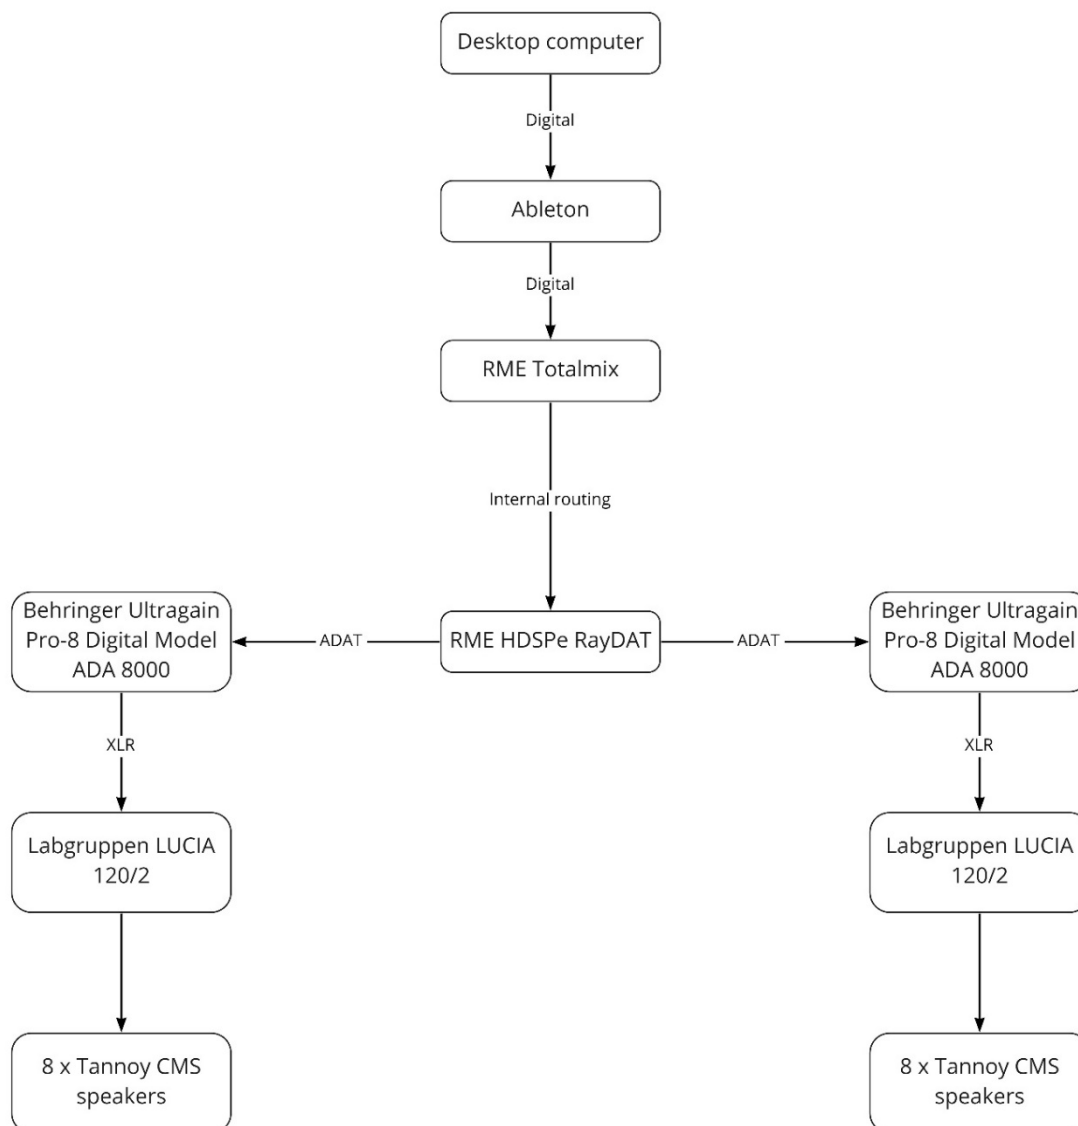 Desktop computer
Digital
Ableton
Digital
RME Totalmix
Internal routing
Behringer Ultragain
Pro-8 Digital Model
ADA 8000
ADAT
RME HDSPe RayDAT
ADAT
Behringer Ultragain
Pro-8 Digital Model
ADA 8000
XLR
XLR
Labgruppen LUCIA
120/2
Labgruppen LUCIA
120/2
8 x Tannoy CMS
speakers
8 x Tannoy CMS
speakers